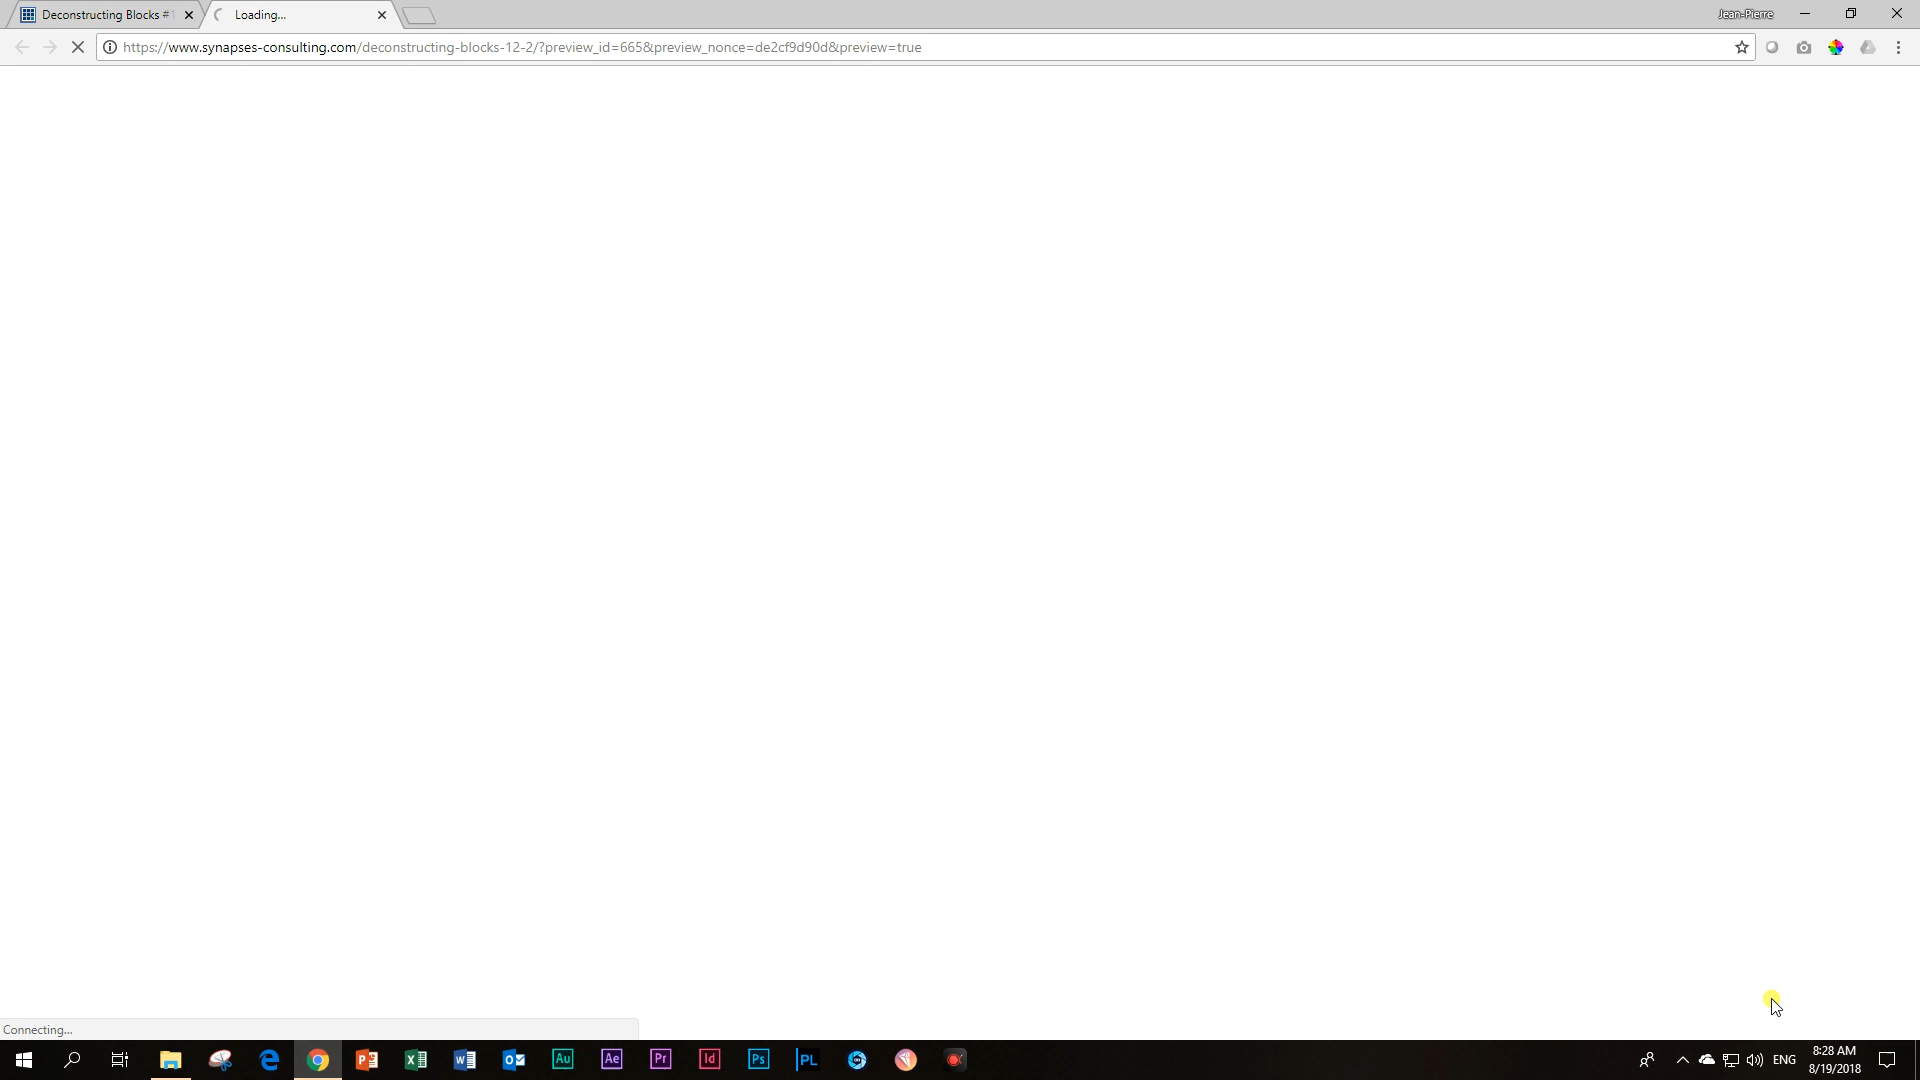 Deconstructing Blocks #
Loading...
Jean-Pierre
https://www.synapses-consulting.com/deconstructing-blocks-12-2/?preview_id=665&preview_nonce=de2cf9d90d&preview=true
Connecting...
Au
Ae
Pr
Id
Ps
PL
ENG
8:28 AM
8/19/2018